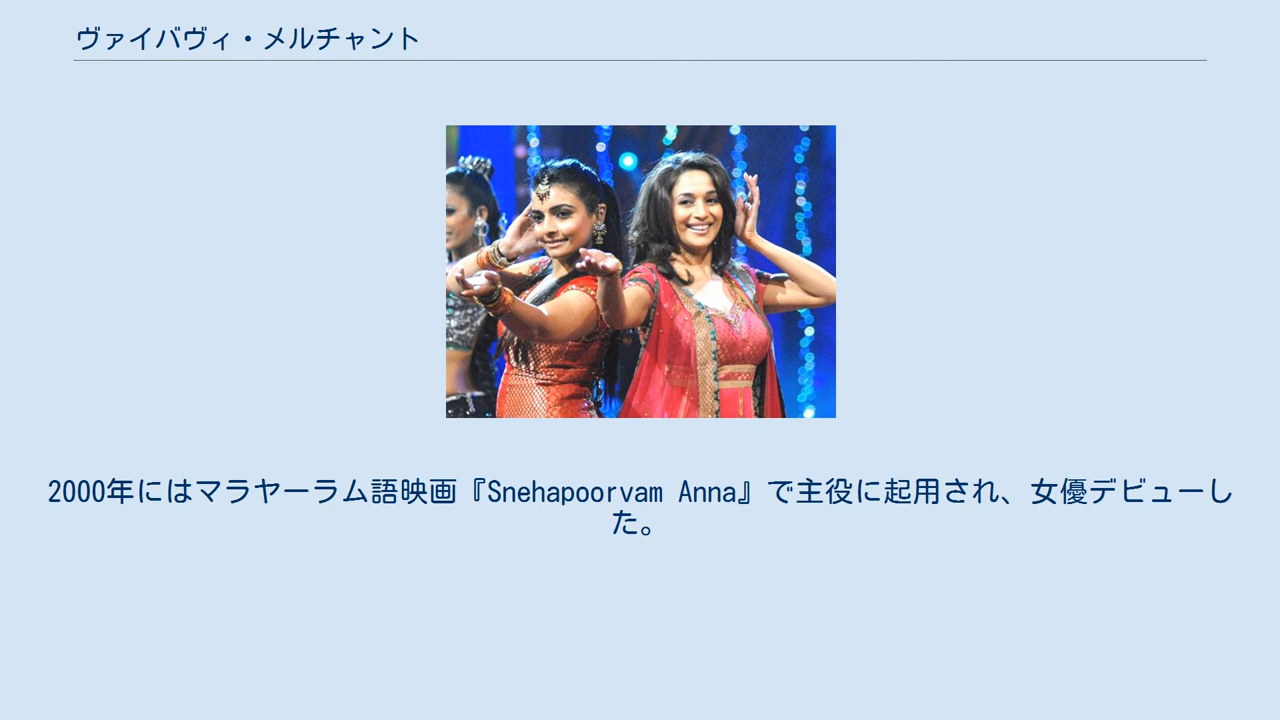 ヴァイバヴィ・メルチャント
2000年にはマラヤーラム語映画『Snehapoorvam Anna』で主役に起用され、女優デビューし
た。